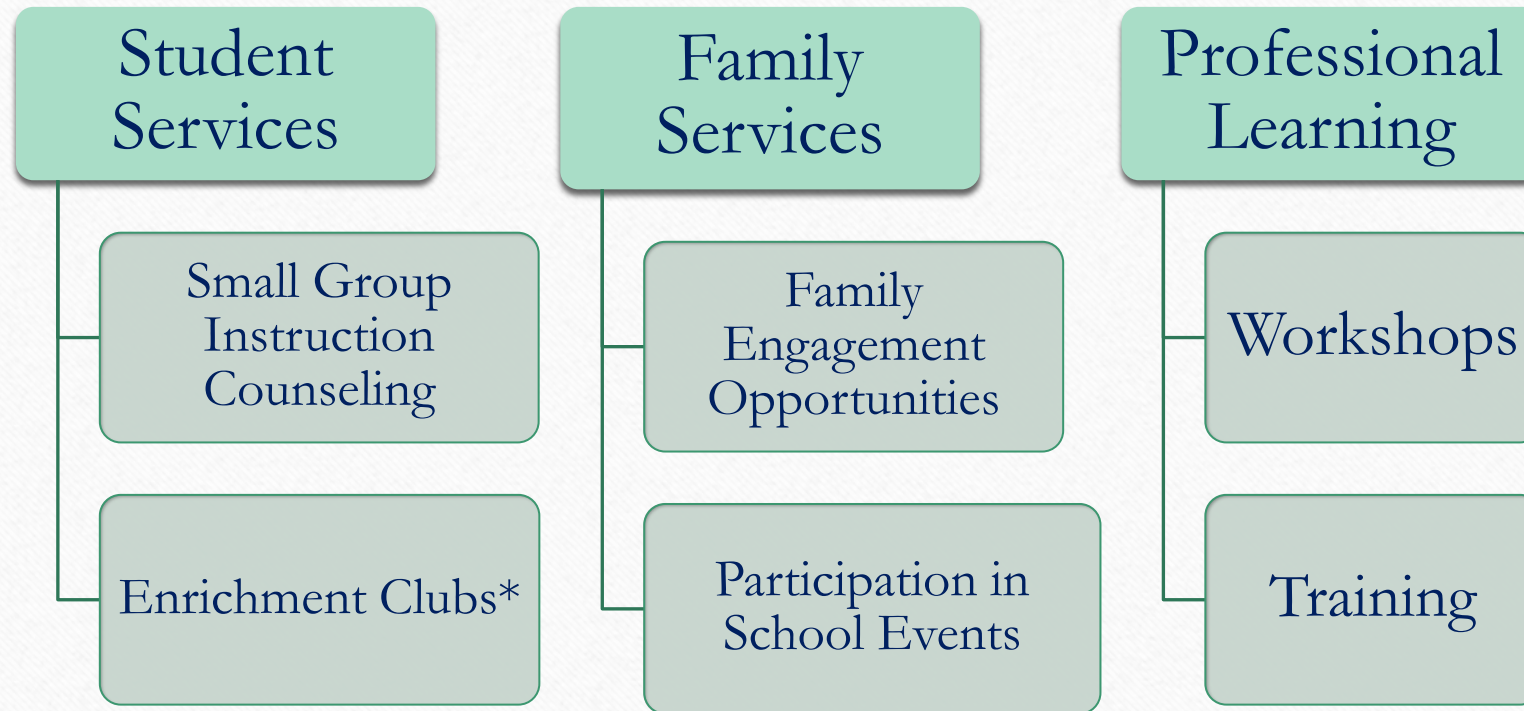 Student
Services
Small Group
Instruction
Counseling
Enrichment Clubs*
Family
Services
Family
Engagement
Opportunities
Participation in
School Events
Professional
Learning
Workshops
Training